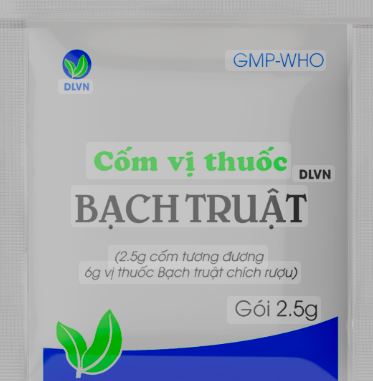 GMP-WHO
DLVN
Cốm vị thuốc
DLVN
BẠCH TRUẬT
(2.5g cốm tương đương
6g vị thuốc Bạch truật chích rượu)
Gói 2.5g